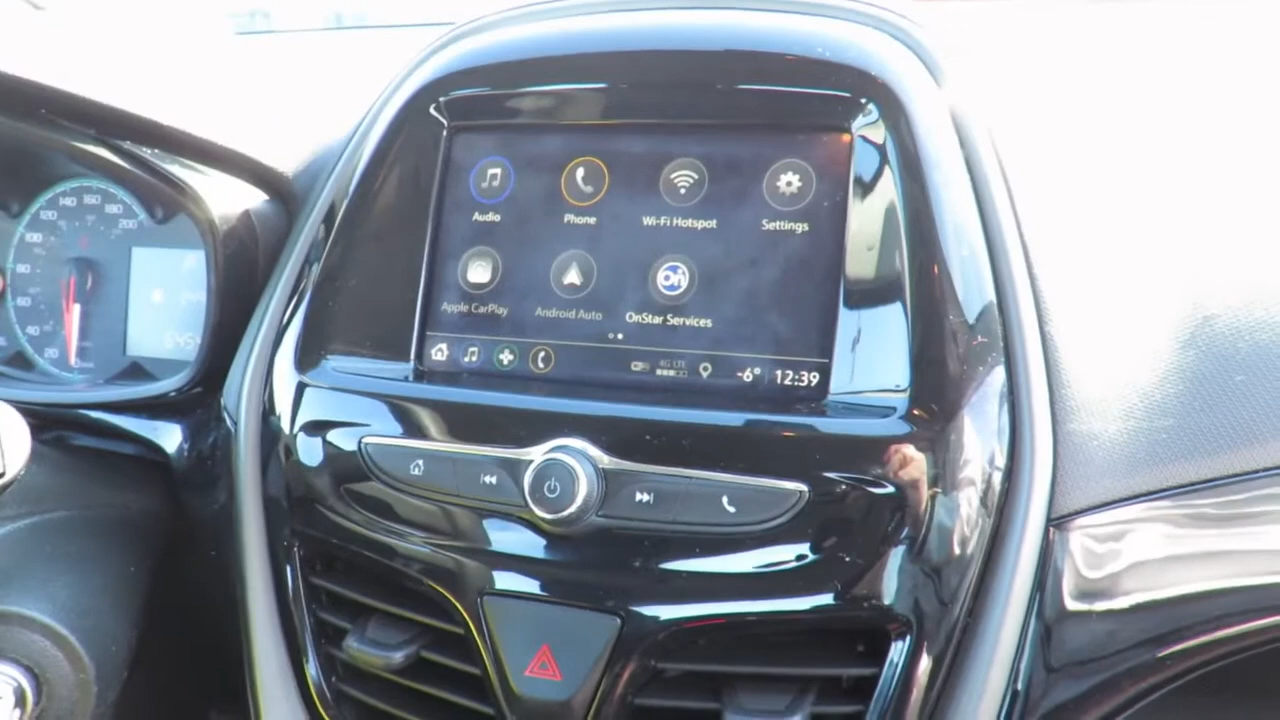 140 160
120 180
100 200
80
60
40
20
Audio Phone Wi-Fi Hotspot Settings
On
Apple CarPlay Android Auto OnStar Services
4G LTE
-6° 12:39